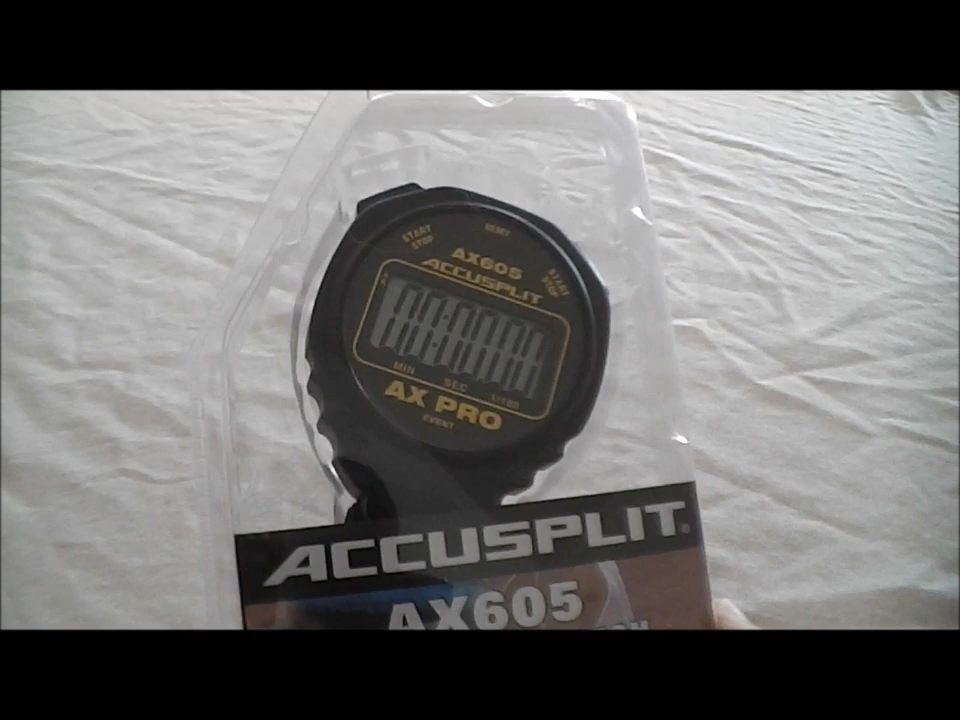 START
STOP
RESET
START
STOP
AX605
ACCUSPLIT
MIN SEC 1/100
AX PRO
EVENT
ACCUSPLIT®
AX605